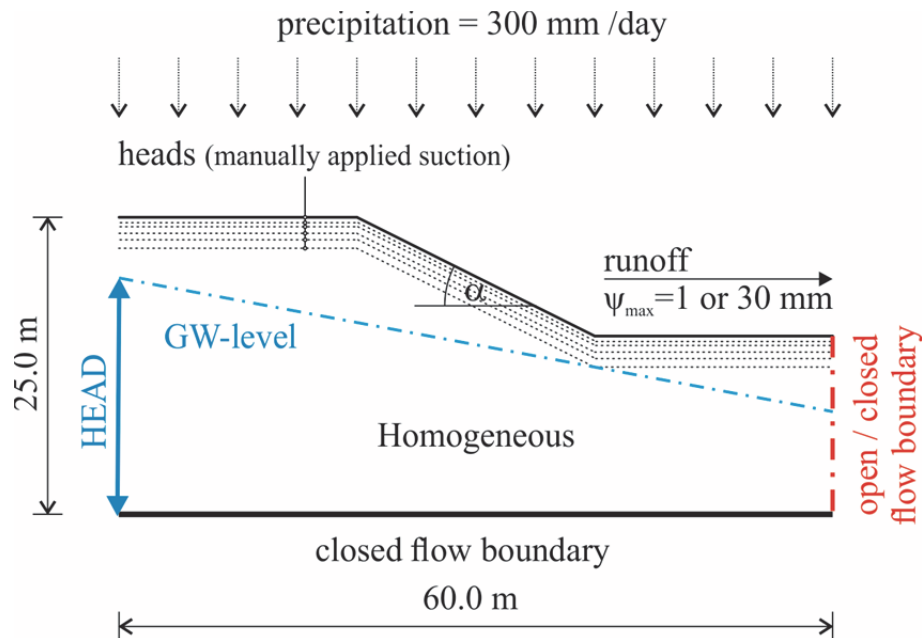 precipitation = 300 mm /day
heads (manually applied suction)
runoff
α
ψmax=1 or 30 mm
GW-level
25.0 m
HEAD
Homogeneous
open / closed
flow boundary
closed flow boundary
60.0 m